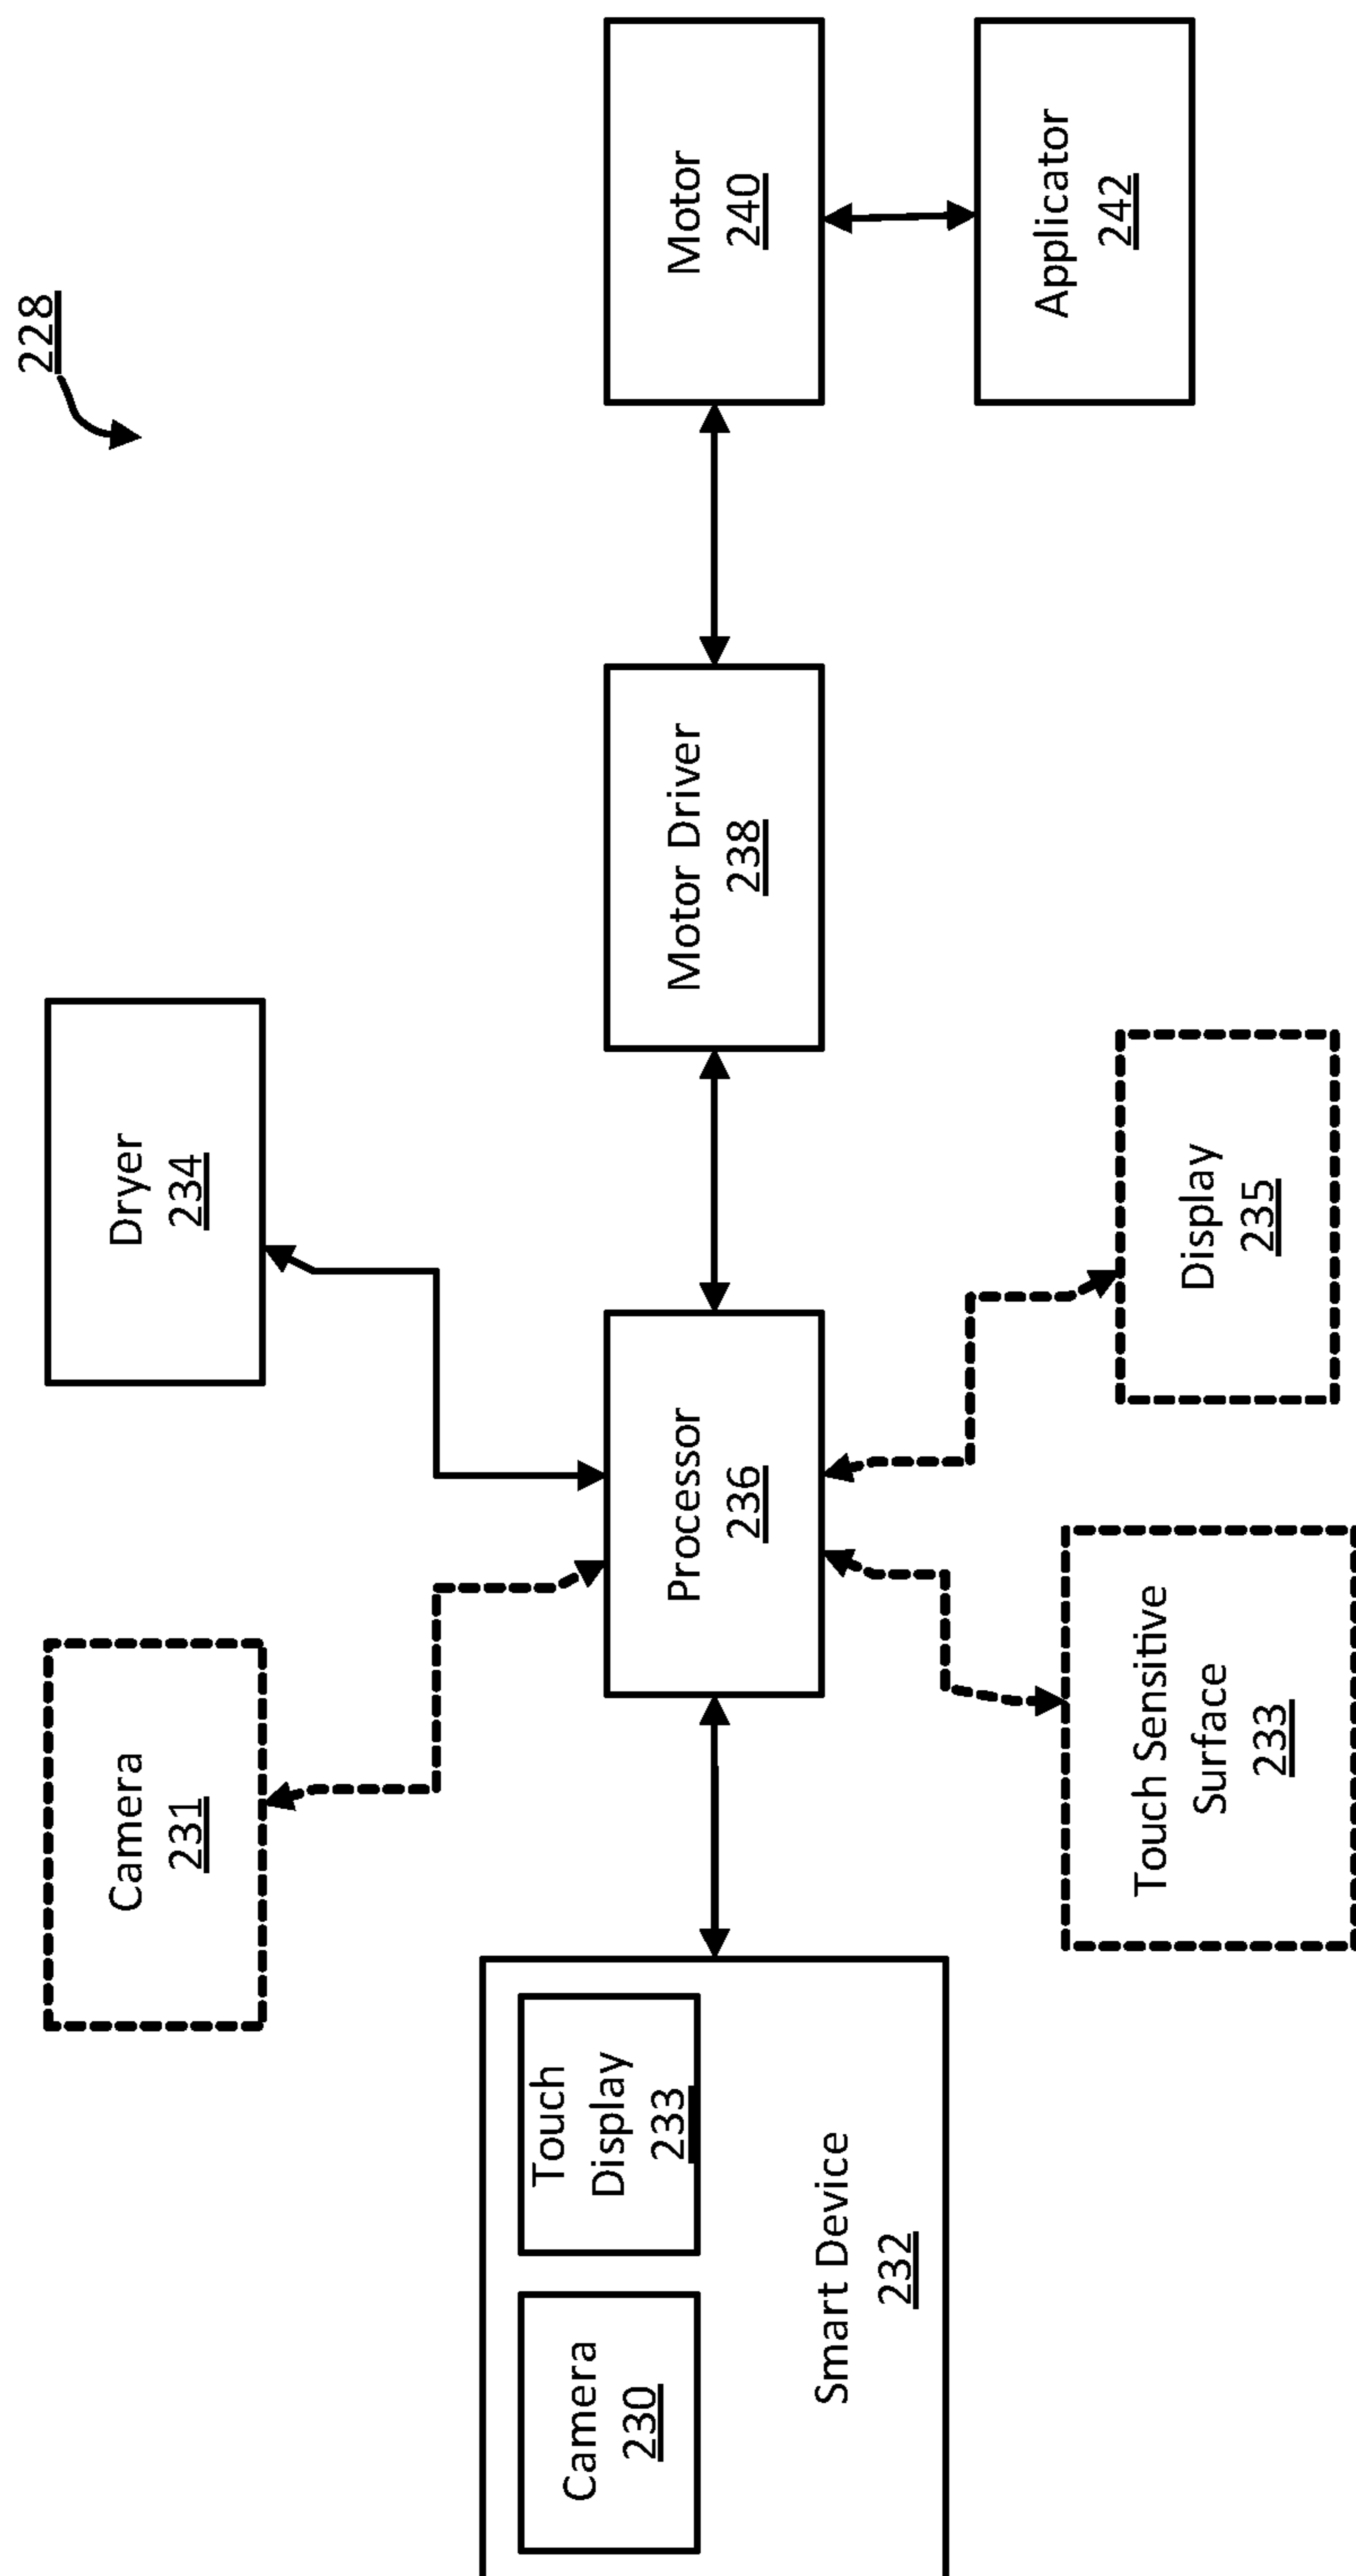 228
Camera
231
Dryer
234
Camera
230
Touch
Display
233
Smart Device
232
Processor
236
Motor Driver
238
Motor
240
Touch Sensitive
Surface
233
Display
235
Applicator
242